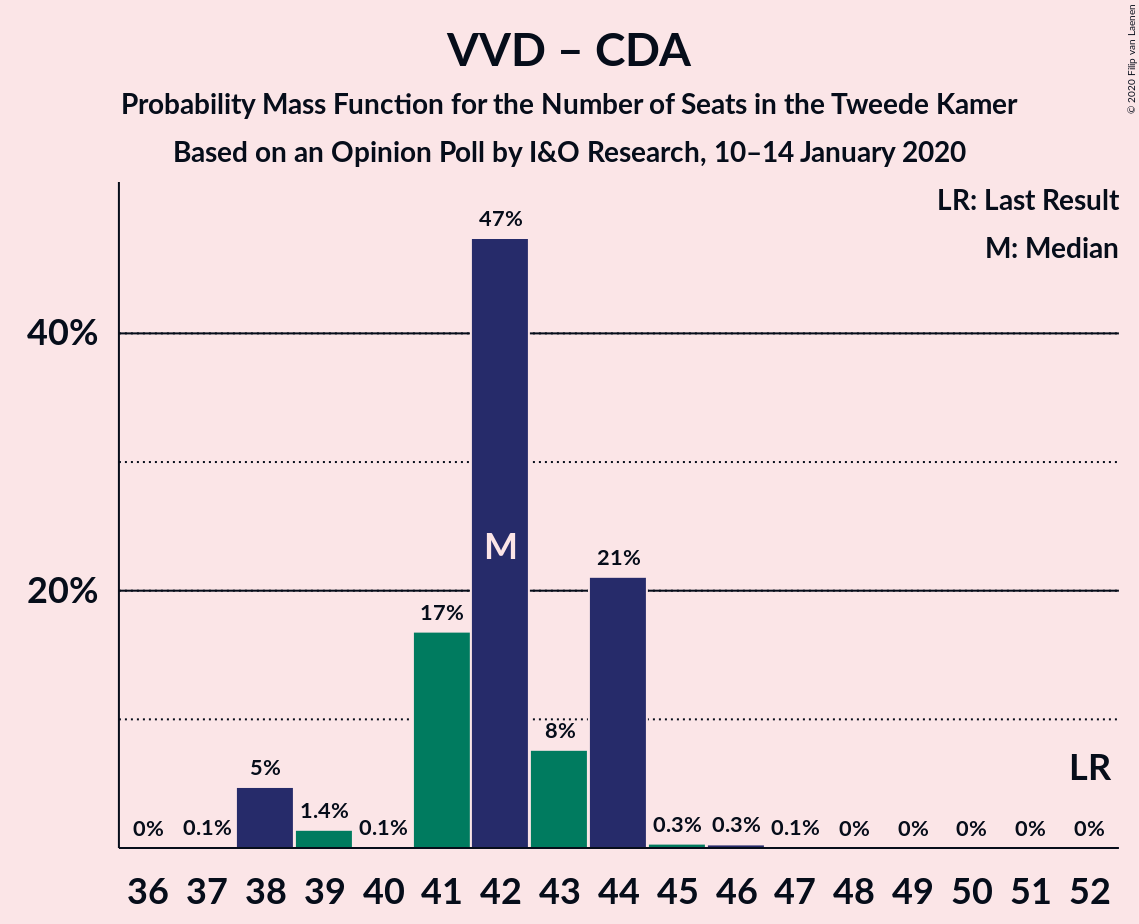 © 2020 Filip van Laenen
VVD – CDA
Probability Mass Function for the Number of Seats in the Tweede Kamer
Based on an Opinion Poll by I&O Research, 10–14 January 2020
LR: Last Result
M: Median
40%
20%
0% 0.1% 5% 1.4% 0.1% 17% 47% 8% 21% 0.3% 0.3% 0.1% 0% 0% 0% 0% 0%
M
LR
36 37 38 39 40 41 42 43 44 45 46 47 48 49 50 51 52